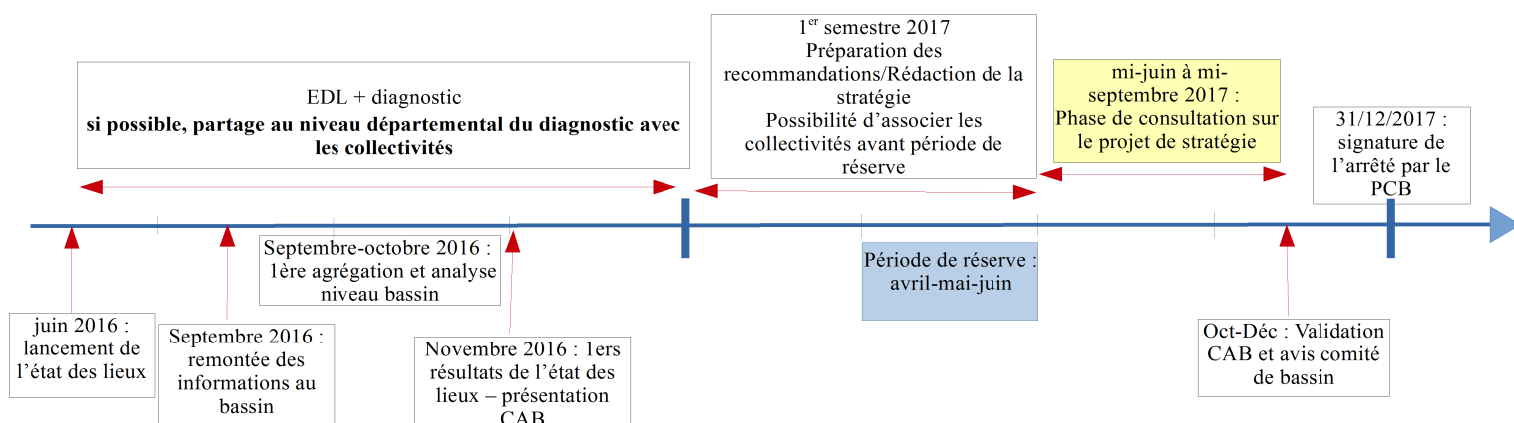 EDL + diagnostic
si possible, partage au niveau départemental du diagnostic avec
les collectivités
1er semestre 2017
Préparation des
recommandations/Rédaction de la
stratégie
Possibilité d’associer les
collectivités avant période de
réserve
mi-juin à mi-
septembre 2017 :
Phase de consultation sur
le projet de stratégie
31/12/2017 :
signature de
l’arrêté par le
PCB
juin 2016 :
lancement de
l’état des lieux
Septembre 2016 :
remontée des
informations au
bassin
Septembre-octobre 2016 :
1ère agrégation et analyse
niveau bassin
Novembre 2016 : 1ers
résultats de l’état des
lieux – présentation
CAB
Période de réserve :
avril-mai-juin
Oct-Déc : Validation
CAB et avis comité
de bassin